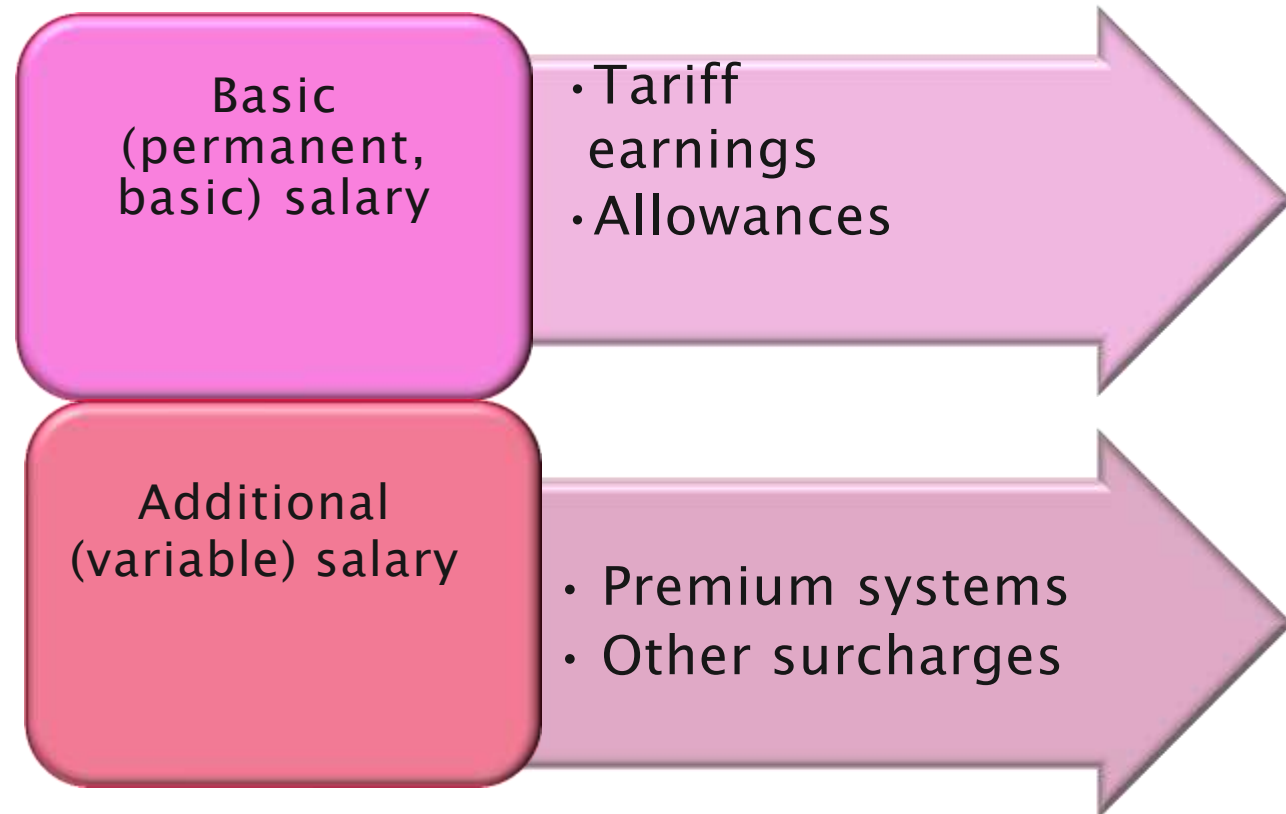 Basic
(permanent,
basic) salary
·Tariff
earnings
·Allowances
Additional
(variable) salary
· Premium systems
· Other surcharges